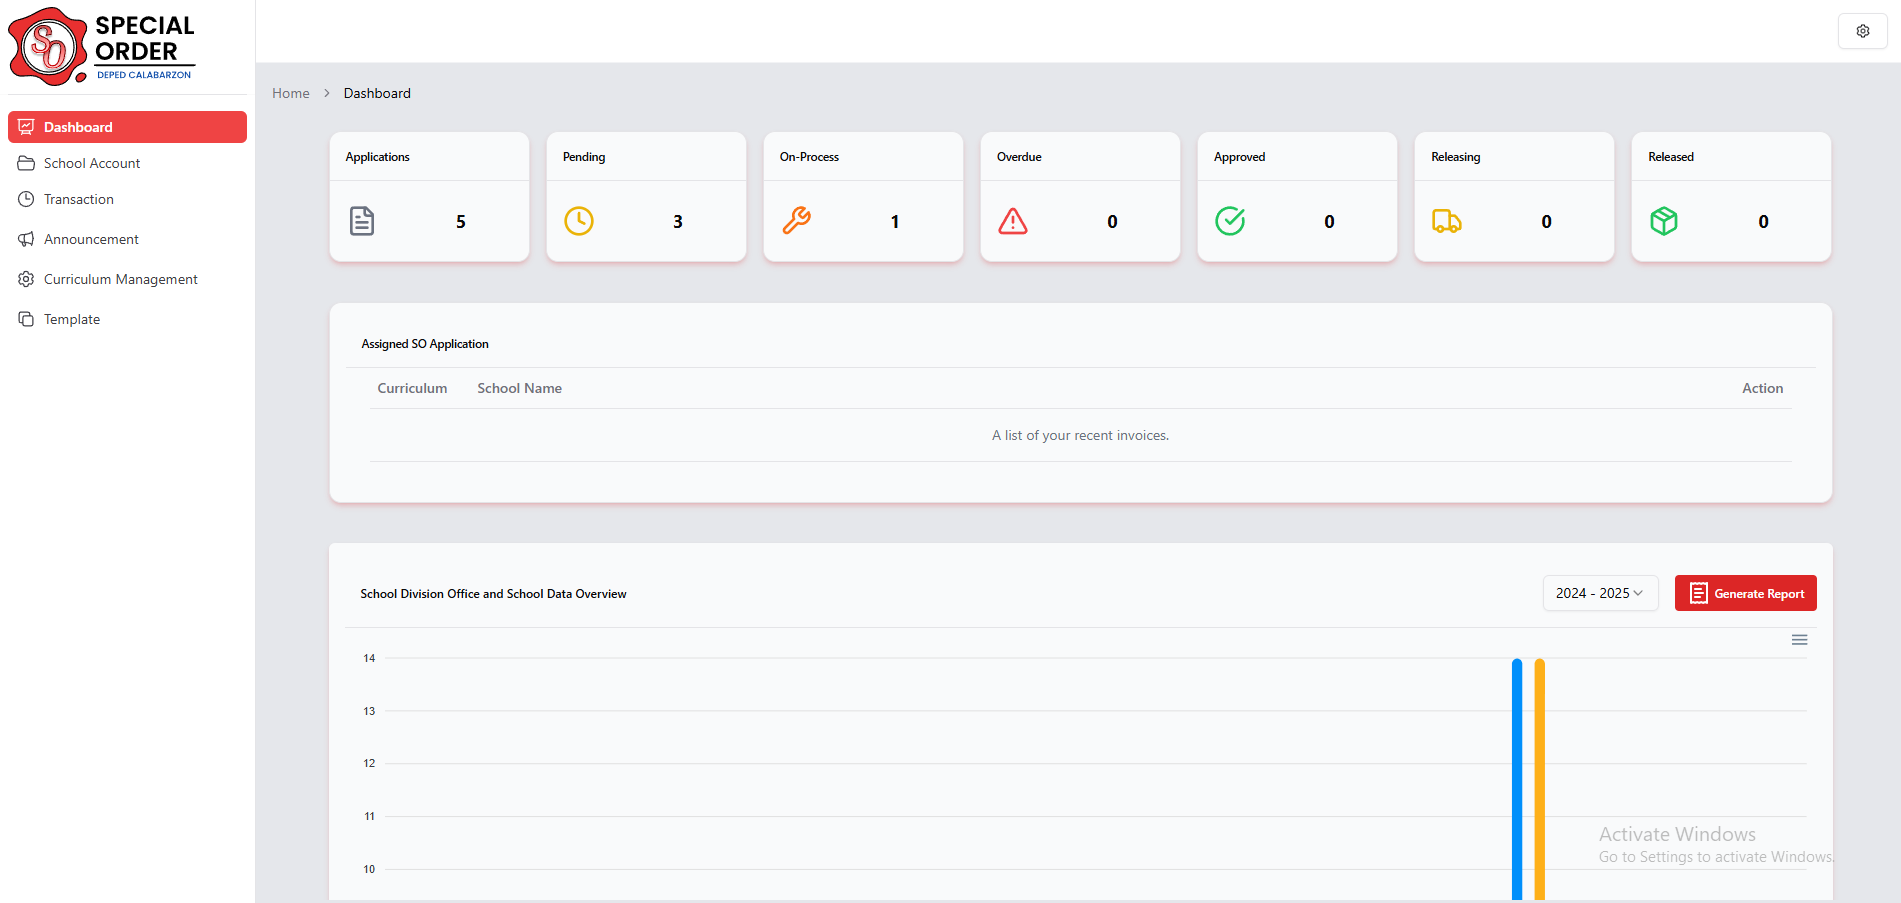 SPECIAL
ORDER
DEPED CALABARZON
SO
Dashboard
School Account
Transaction
Announcement
Curriculum Management
Template
Home > Dashboard
Applications Pending On-Process Overdue Approved Releasing Released
5 3 1 0 0 0 0
Assigned SO Application
Curriculum School Name Action
A list of your recent invoices.
School Division Office and School Data Overview 2024 - 2025 Generate Report
14
13
12
11
10
Activate Windows
Go to Settings to activate Windows.